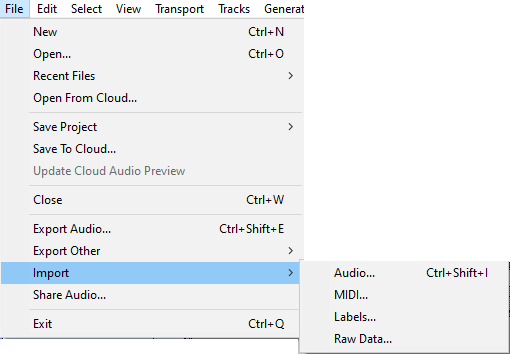 File Edit Select View Transport Tracks Generat
New Ctrl+N
Open... Ctrl+O
Recent Files >
Open From Cloud...
Save Project >
Save To Cloud...
Update Cloud Audio Preview
Close Ctrl+W
Export Audio... Ctrl+Shift+E
Export Other >
Import >
Share Audio...
Exit Ctrl+Q
Audio... Ctrl+Shift+I
MIDI...
Labels...
Raw Data...